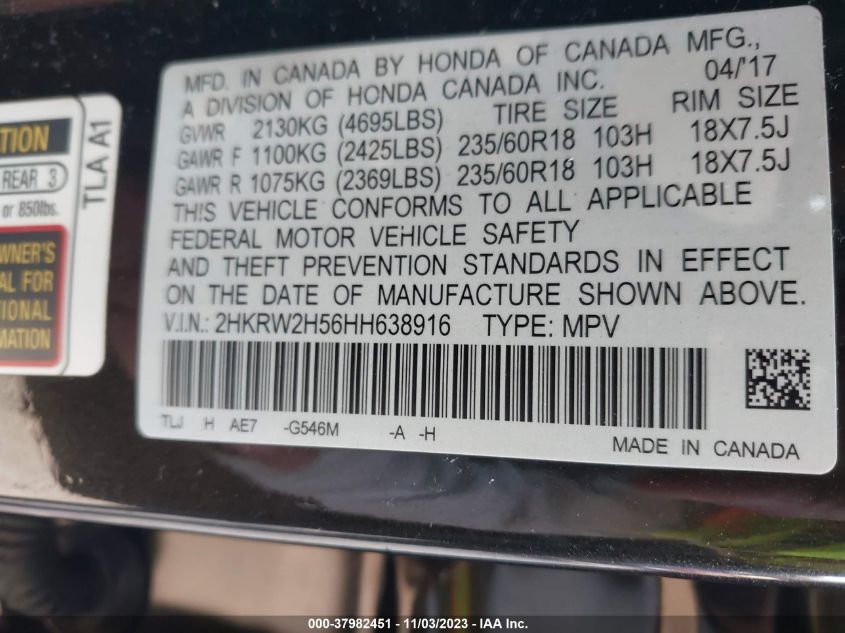 MFD. IN CANADA BY HONDA OF CANADA MFG.,
A DIVISION OF HONDA CANADA INC. 04/'17
GVWR 2130KG (4695LBS) TIRE SIZE RIM SIZE
GAWR F 1100KG (2425LBS) 235/60R18 103H 18X7.5J
GAWR R 1075KG (2369LBS) 235/60R18 103H 18X7.5J
THIS VEHICLE CONFORMS TO ALL APPLICABLE
FEDERAL MOTOR VEHICLE SAFETY
AND THEFT PREVENTION STANDARDS IN EFFECT
ON THE DATE OF MANUFACTURE SHOWN ABOVE.
V.I.N.: 2HKRW2H56HH638916 TYPE: MPV
TLJ H AE7 -G546M -A -H
MADE IN CANADA
TION
REAR 3
or 850lbs.
TLA A1
WNER'S
AL FOR
TIONAL
MATION
000-37982451 - 11/03/2023 - IAA Inc.